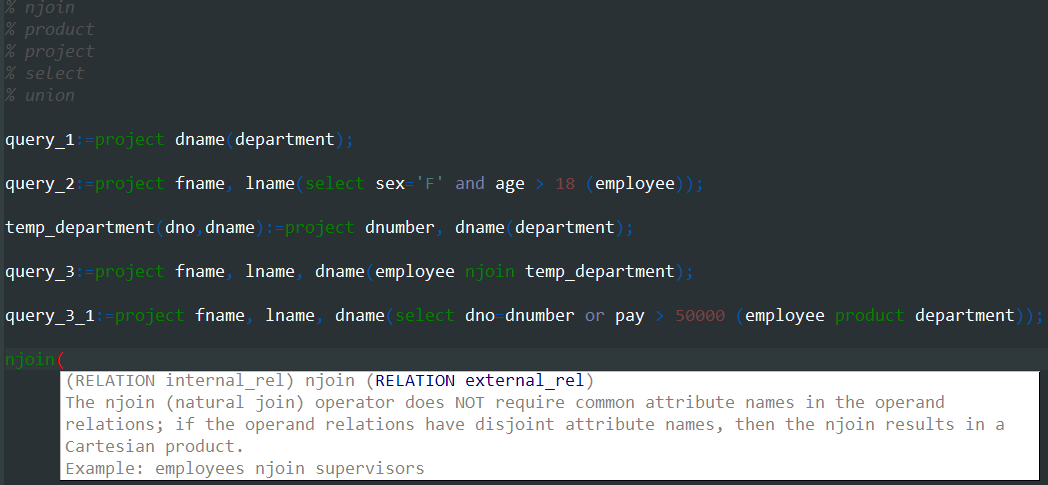 % njoin
% product
% project
% select
% union
query_1:=project dname(department);
query_2:=project fname, lname(select sex='F' and age > 18 (employee));
temp_department(dno,dname):=project dnumber, dname(department);
query_3:=project fname, lname, dname(employee njoin temp_department);
query_3_1:=project fname, lname, dname(select dno=dnumber or pay > 50000 (employee product department));
njoin(
(RELATION internal_rel) njoin (RELATION external_rel)
The njoin (natural join) operator does NOT require common attribute names in the operand
relations; if the operand relations have disjoint attribute names, then the njoin results in a
Cartesian product.
Example: employees njoin supervisors